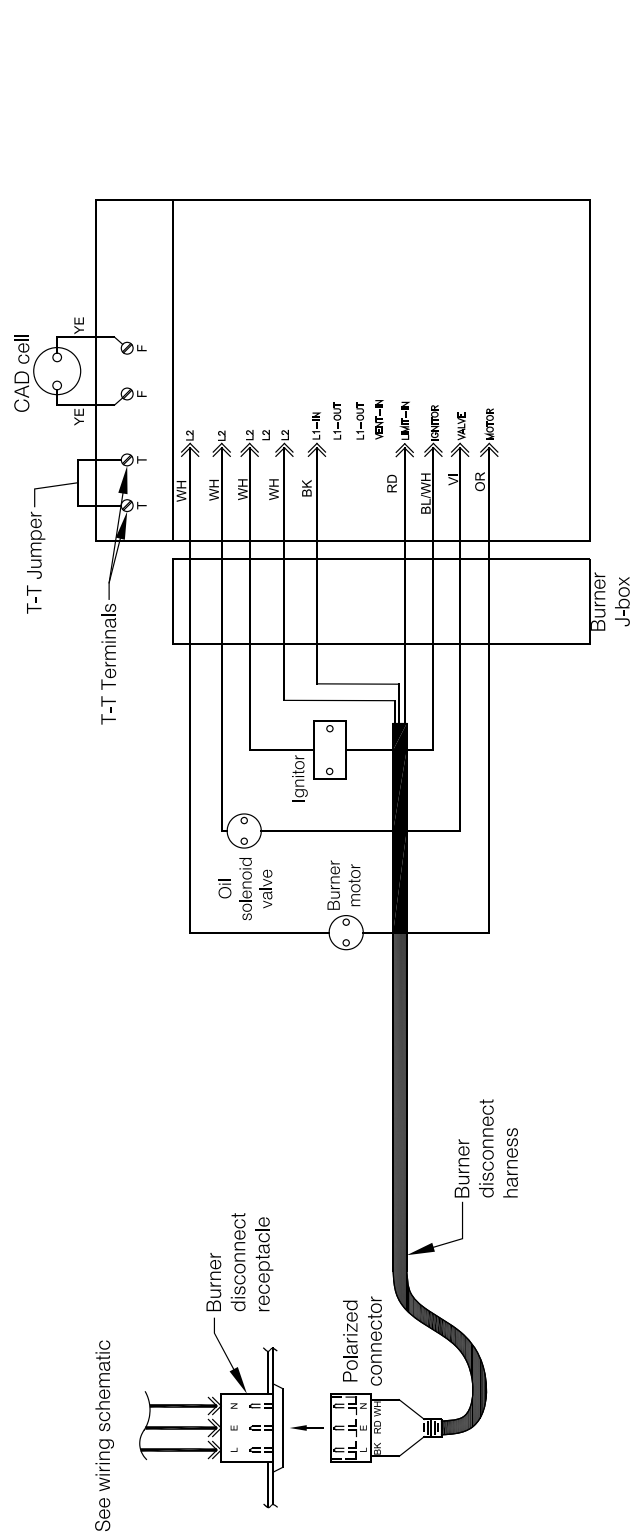 CAD cell
YE
YE
F
F
T
T
T-T Jumper
T-T Terminals
L2
L2
L2
L2
L2
L1-IN
L1-OUT
L1-OUT
VENT-IN
LIMIT-IN
IGNITOR
VALVE
MOTOR
WH
WH
WH
WH
BK
RD
BL/WH
VI
OR
Burner
J-box
Ignitor
Oil
solenoid
valve
Burner
motor
Burner
disconnect
harness
Burner
disconnect
receptacle
See wiring schematic
L E N
Polarized
connector
L E N
BK RD WH